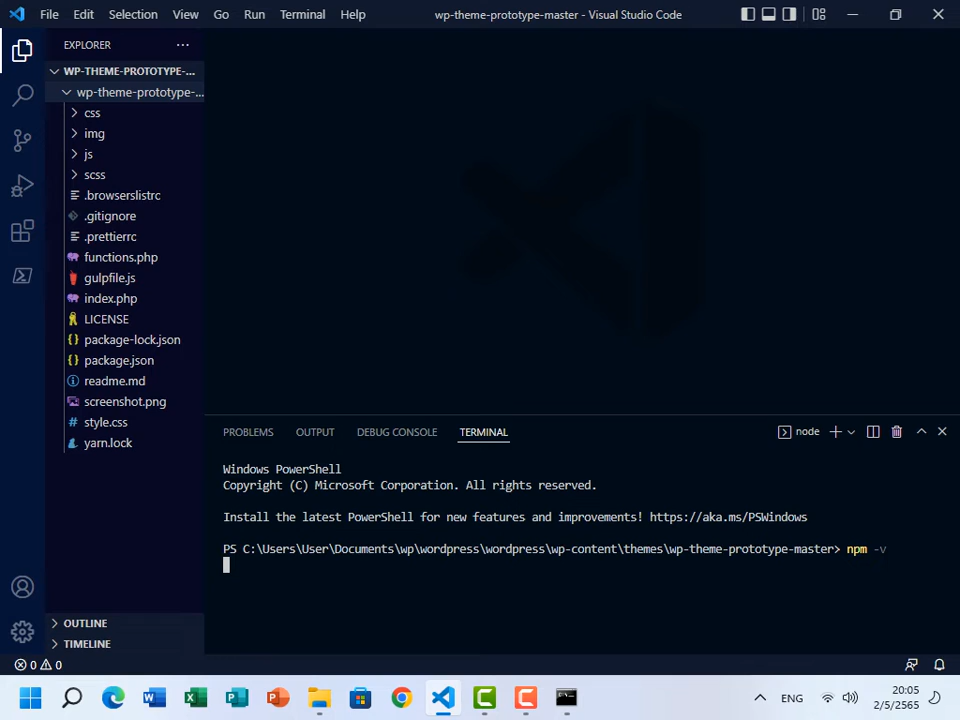 File Edit Selection View Go Run Terminal Help
wp-theme-prototype-master - Visual Studio Code
EXPLORER
WP-THEME-PROTOTYPE-...
wp-theme-prototype-...
css
img
js
scss
.browserslistrc
.gitignore
.prettierrc
functions.php
gulpfile.js
index.php
LICENSE
package-lock.json
package.json
readme.md
screenshot.png
style.css
yarn.lock
OUTLINE
TIMELINE
PROBLEMS OUTPUT DEBUG CONSOLE TERMINAL
node
Windows PowerShell
Copyright (C) Microsoft Corporation. All rights reserved.
Install the latest PowerShell for new features and improvements! https://aka.ms/PSWindows
PS C:\Users\User\Documents\wp\wordpress\wordpress\wp-content\themes\wp-theme-prototype-master> npm -v
0 0
ENG
20:05
2/5/2565